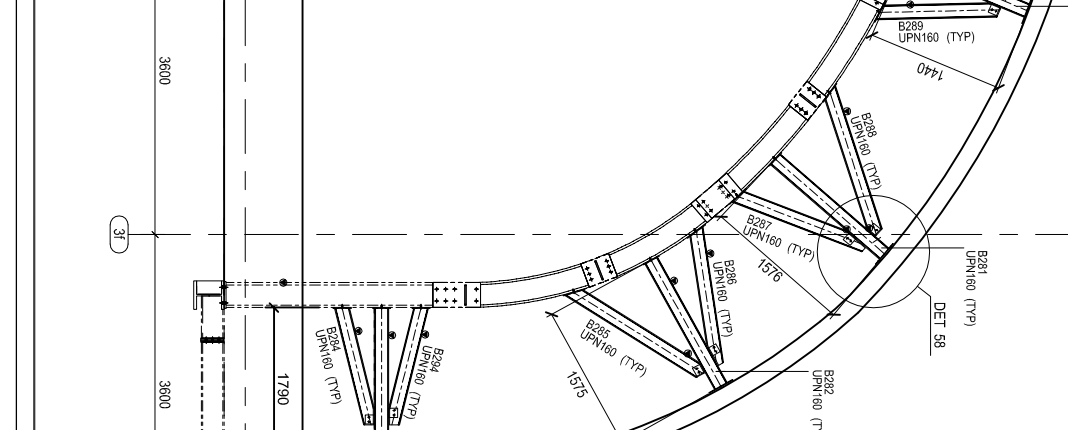 B289
UPN160 (TYP)
3600
1440
B288
UPN160 (TYP)
3f
B287
UPN160 (TYP)
B281
UPN160 (TYP)
1576
B286
UPN160 (TYP)
DET 58
B285
UPN160 (TYP)
B284
UPN160 (TYP)
B294
UPN160 (TYP)
1575
1790
3600
B282
UPN160